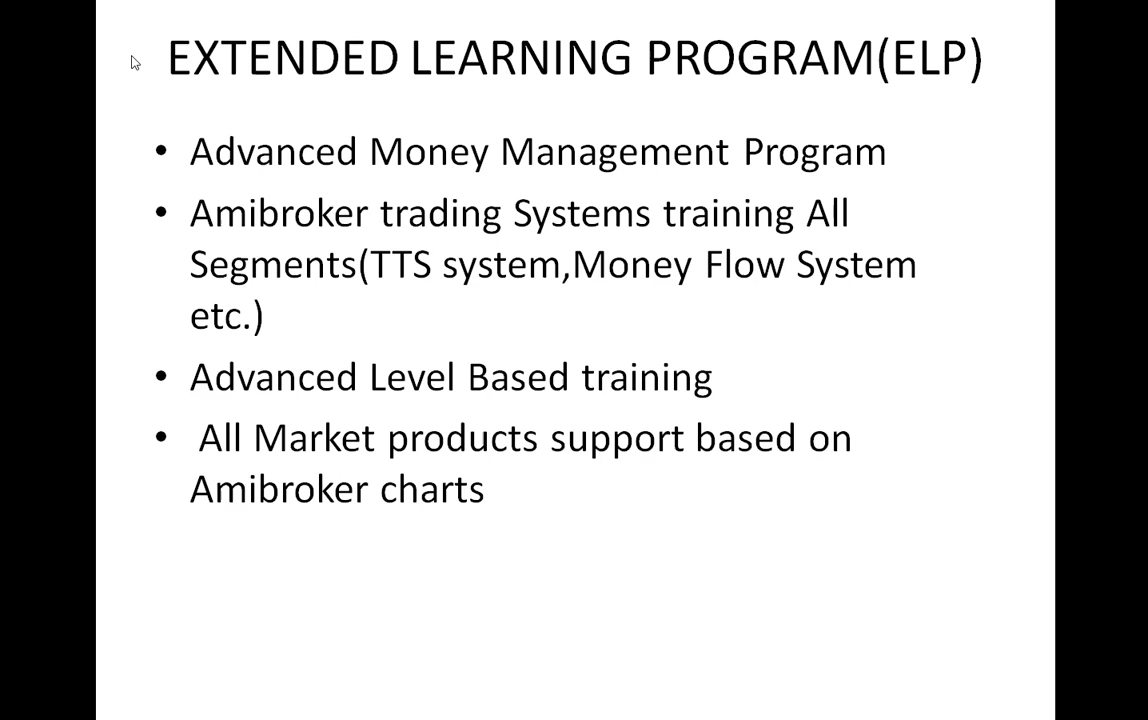 EXTENDED LEARNING PROGRAM(ELP)
• Advanced Money Management Program
• Amibroker trading Systems training All
Segments(TTS system,Money Flow System
etc.)
• Advanced Level Based training
• All Market products support based on
Amibroker charts